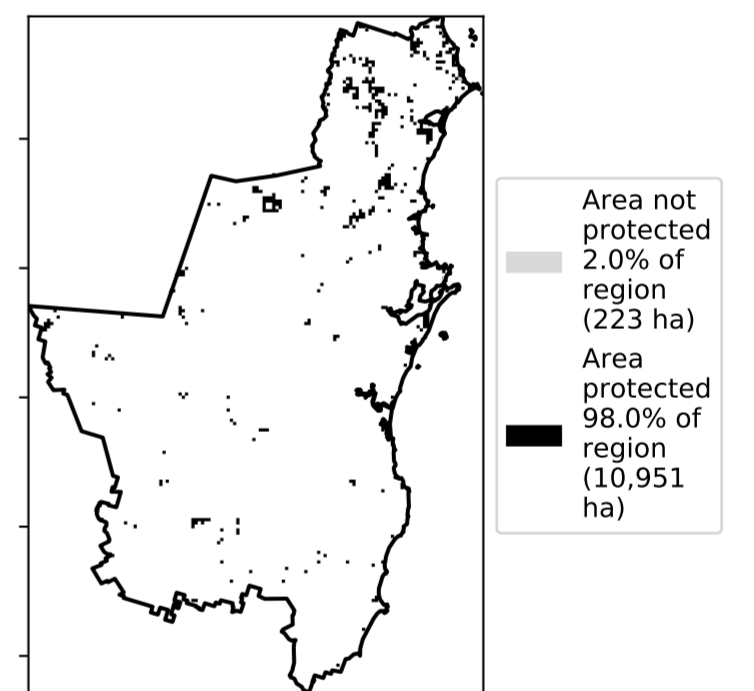 Area not
protected
2.0% of
region
(223 ha)
Area
protected
98.0% of
region
(10,951
ha)